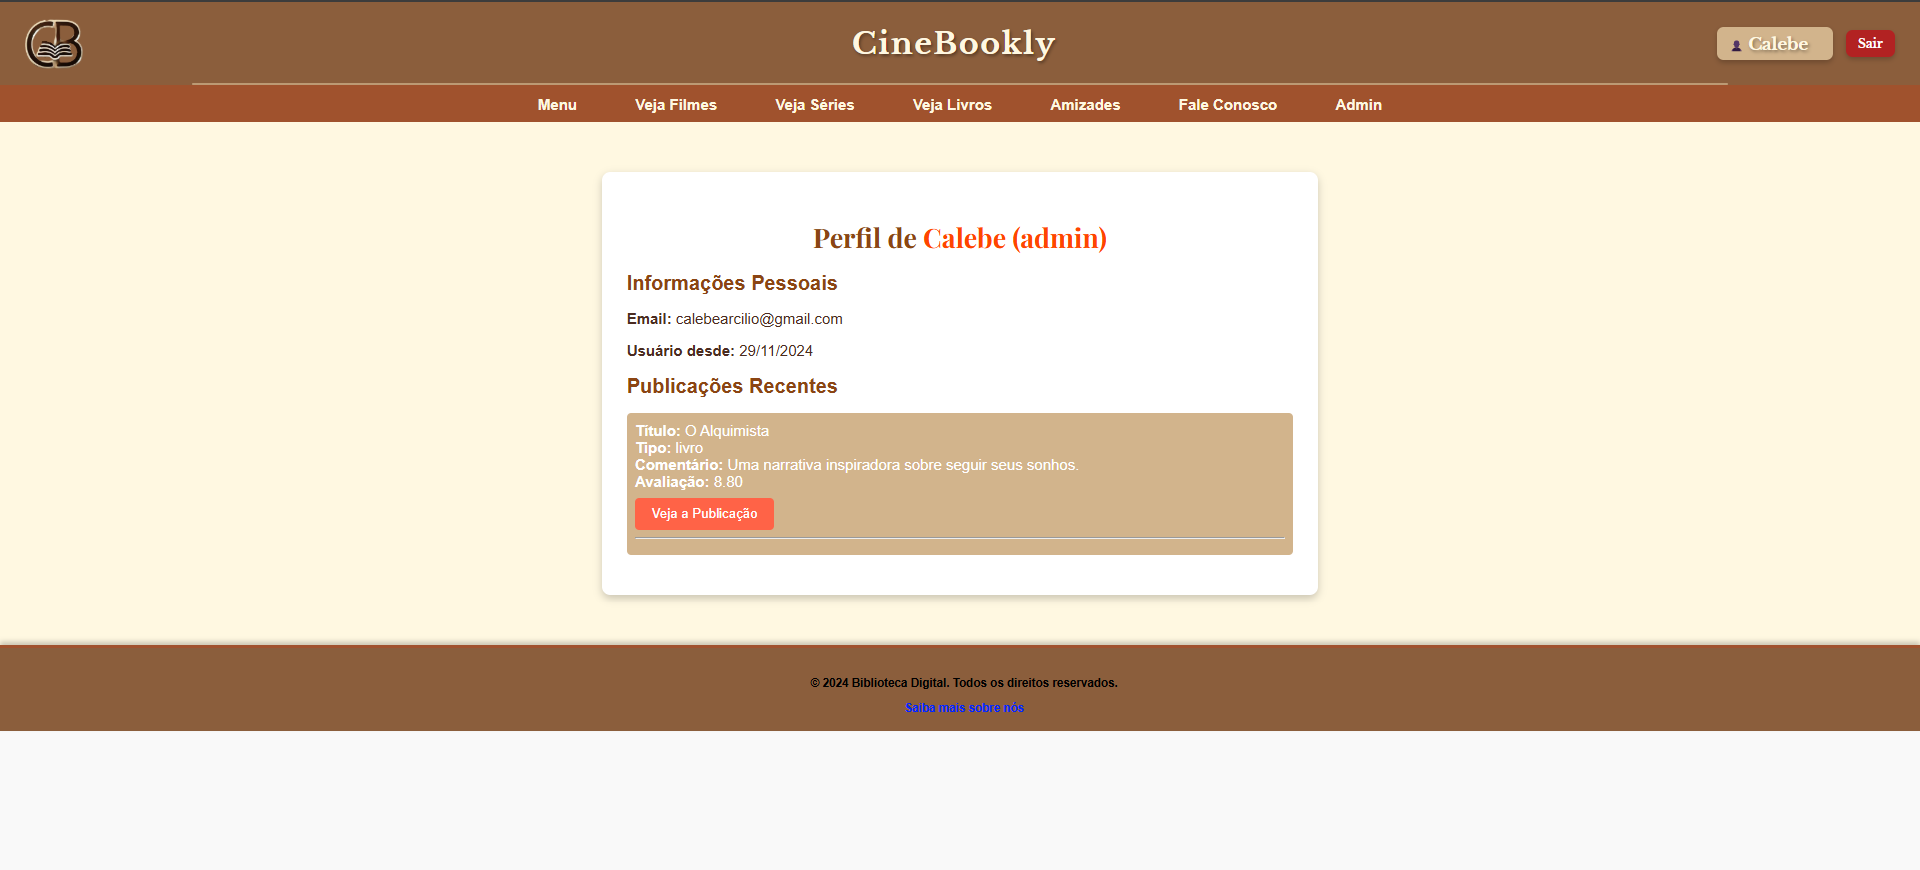 CB
CineBookly
Calebe
Sair
Menu
Veja Filmes
Veja Séries
Veja Livros
Amizades
Fale Conosco
Admin
Perfil de Calebe (admin)
Informações Pessoais
Email: calebearcilio@gmail.com
Usuário desde: 29/11/2024
Publicações Recentes
Título: O Alquimista
Tipo: livro
Comentário: Uma narrativa inspiradora sobre seguir seus sonhos.
Avaliação: 8.80
Veja a Publicação
© 2024 Biblioteca Digital. Todos os direitos reservados.
Saiba mais sobre nós